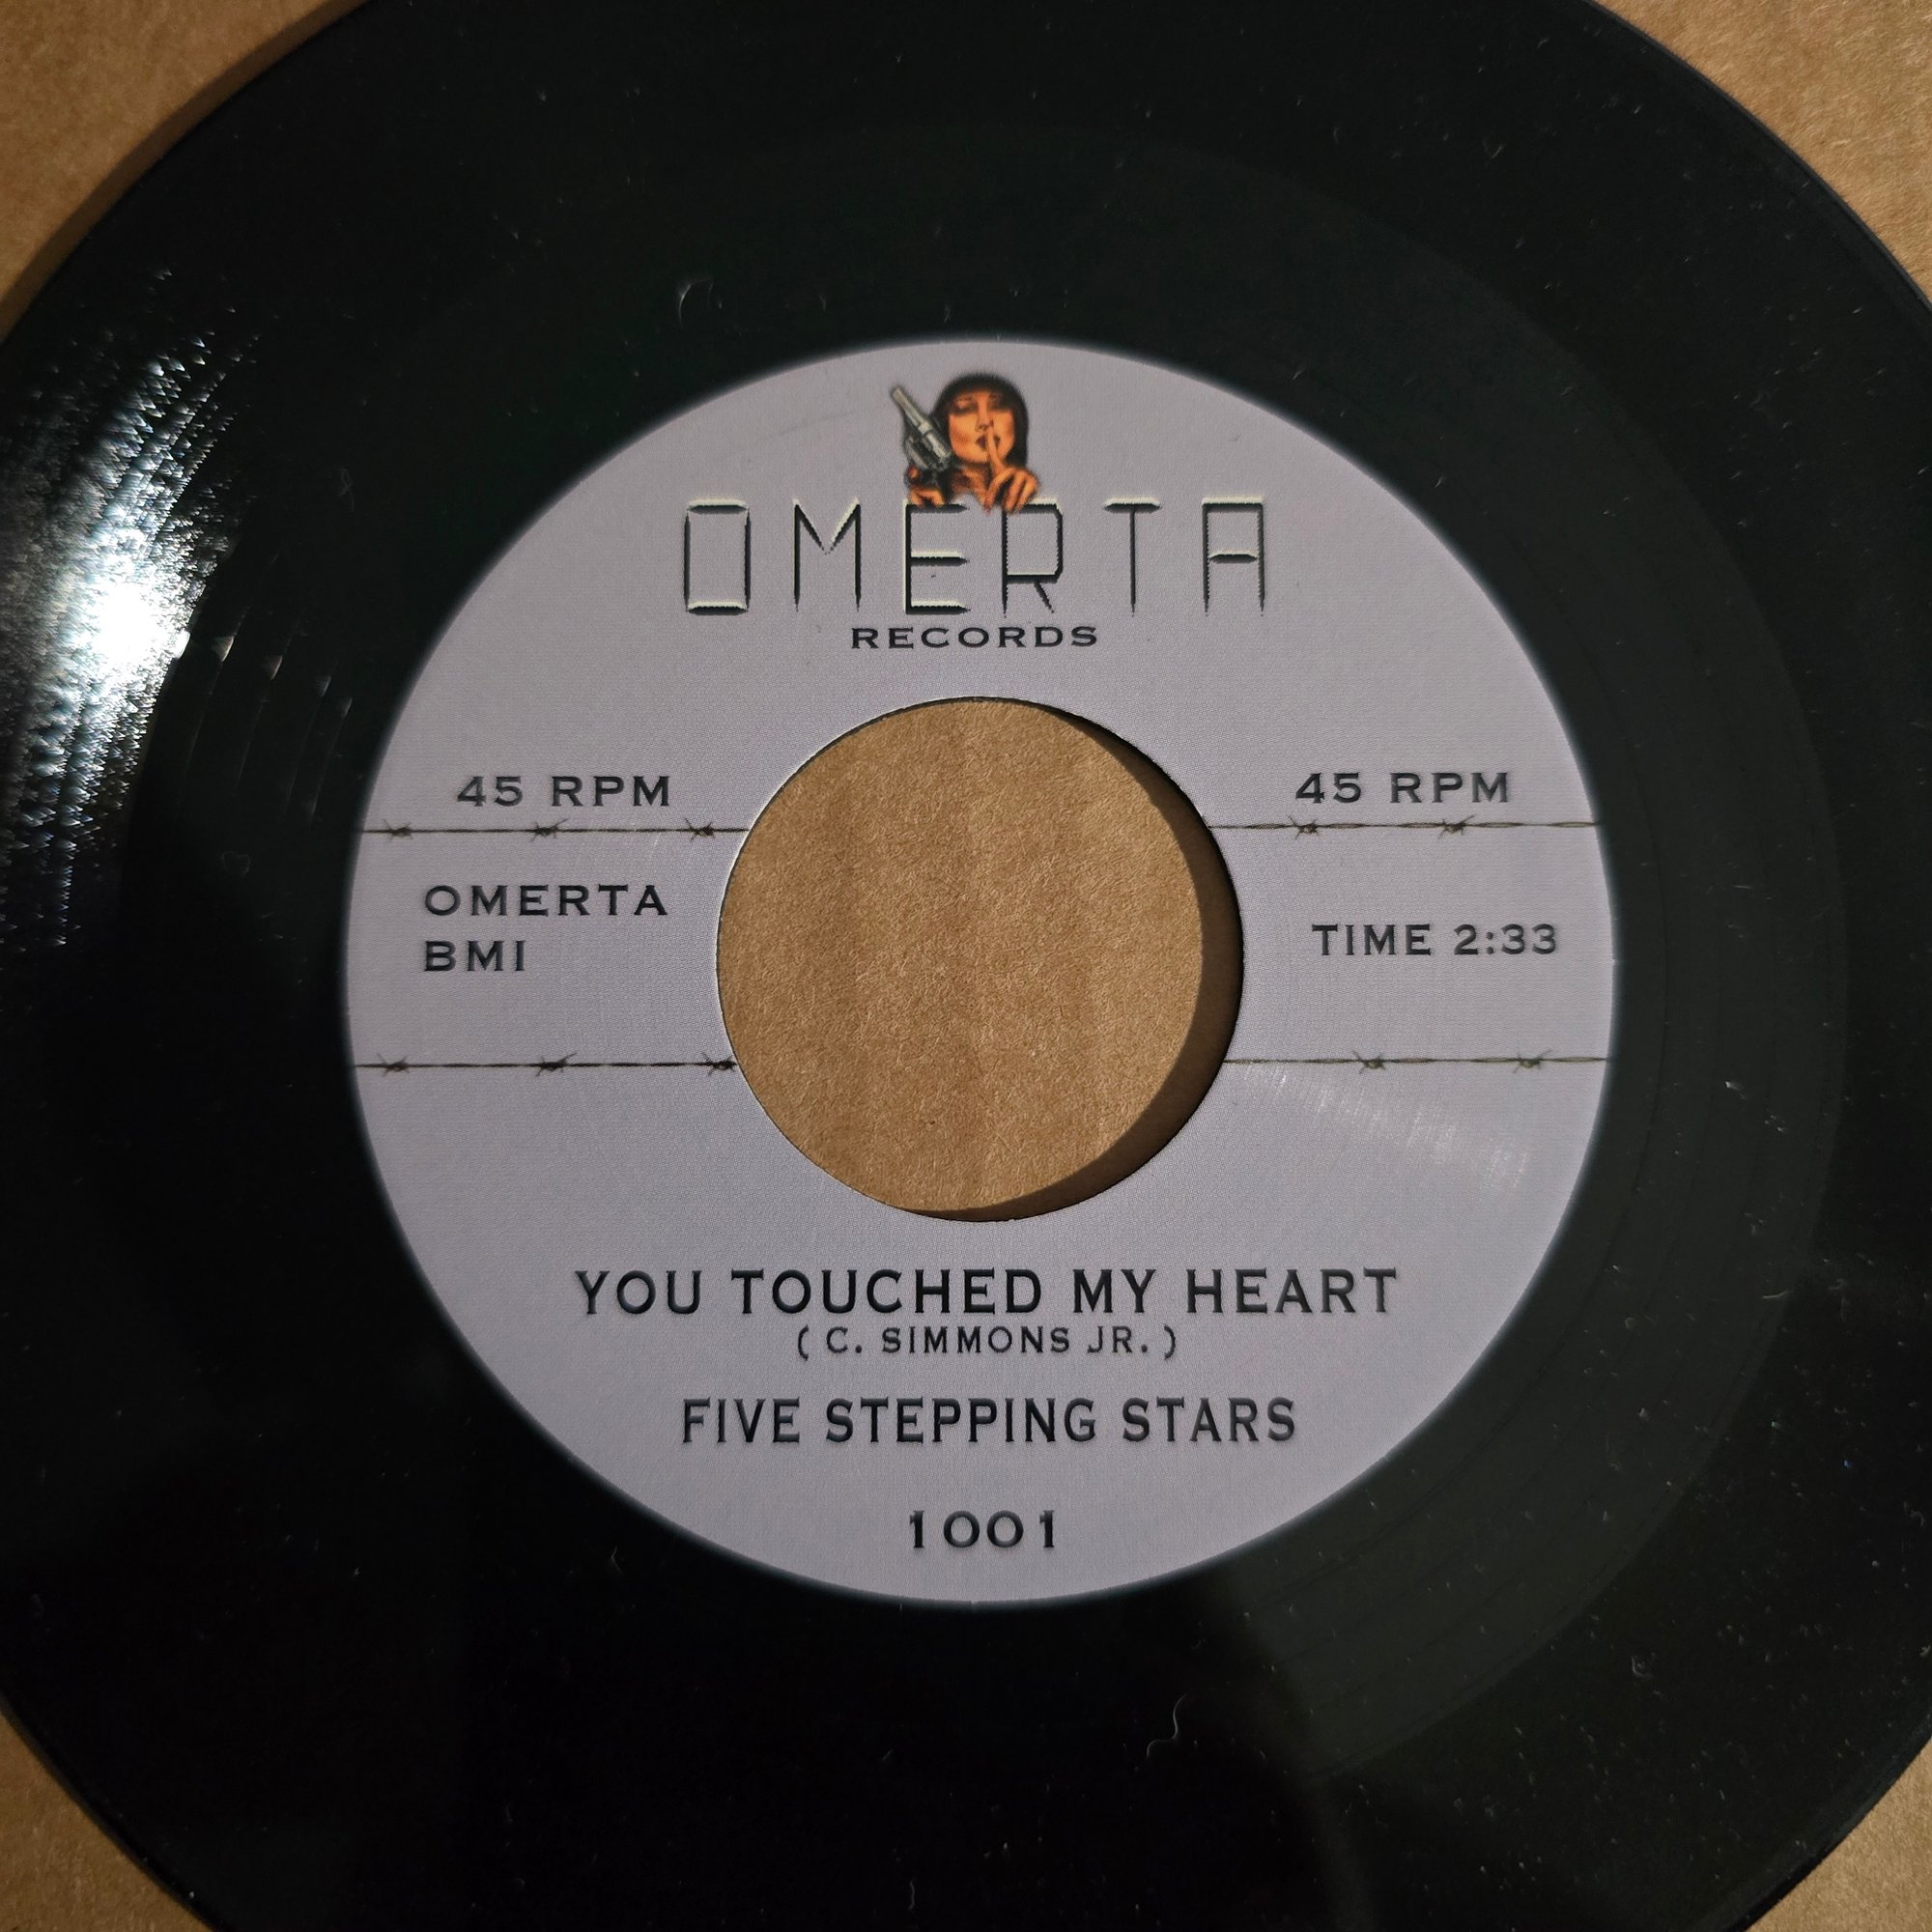 OMERTA
RECORDS
45 RPM
45 RPM
OMERTA
BMI
TIME 2:33
YOU TOUCHED MY HEART
( C. SIMMONS JR. )
FIVE STEPPING STARS
1001